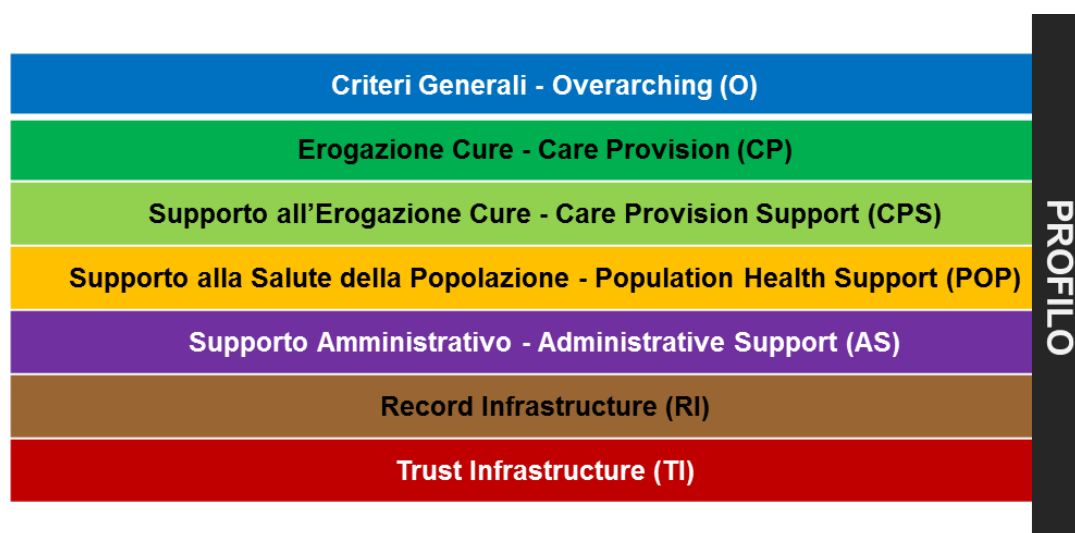 Criteri Generali - Overarching (O)
Erogazione Cure - Care Provision (CP)
Supporto all’Erogazione Cure - Care Provision Support (CPS)
Supporto alla Salute della Popolazione - Population Health Support (POP)
Supporto Amministrativo - Administrative Support (AS)
Record Infrastructure (RI)
Trust Infrastructure (TI)
PROFILO